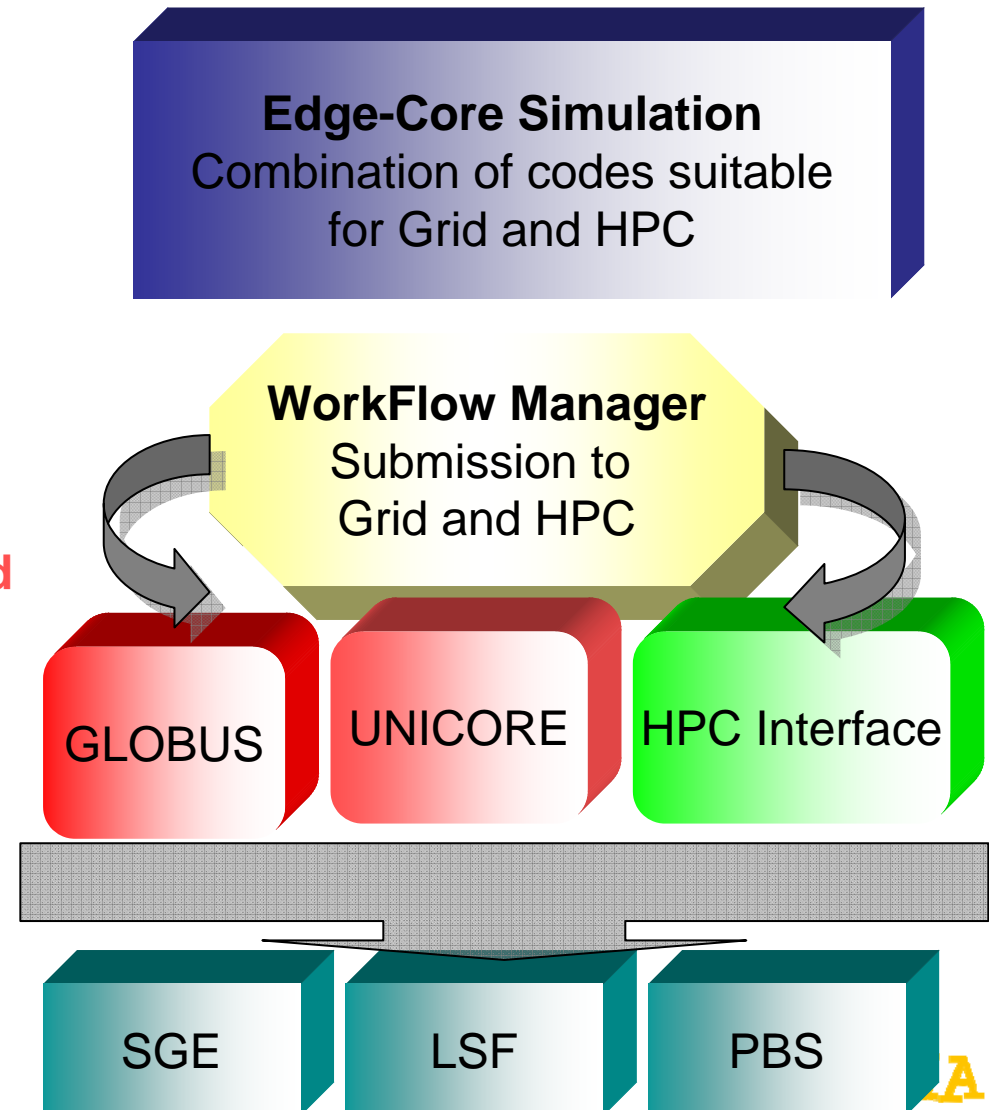 Edge-Core Simulation
Combination of codes suitable
for Grid and HPC
WorkFlow Manager
Submission to
Grid and HPC
d
GLOBUS
UNICORE
HPC Interface
SGE
LSF
PBS
A